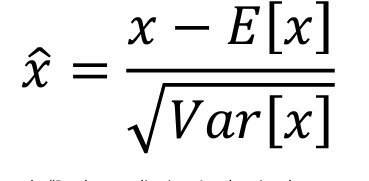 x̂ = (x − E[x]) / √Var[x]